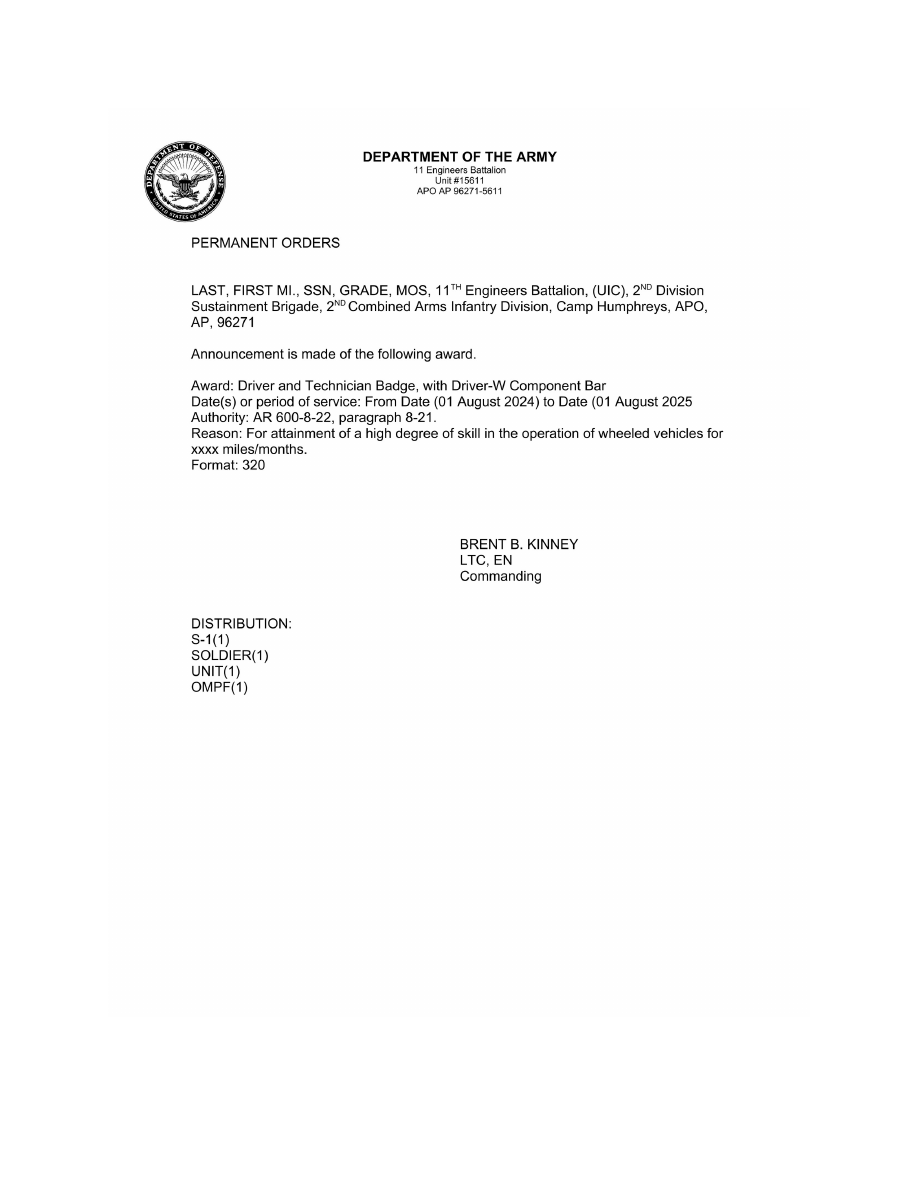 DEPARTMENT OF DEFENSE
UNITED STATES OF AMERICA
DEPARTMENT OF THE ARMY
11 Engineers Battalion
Unit #15611
APO AP 96271-5611
PERMANENT ORDERS
LAST, FIRST MI., SSN, GRADE, MOS, 11TH Engineers Battalion, (UIC), 2ND Division
Sustainment Brigade, 2ND Combined Arms Infantry Division, Camp Humphreys, APO,
AP, 96271
Announcement is made of the following award.
Award: Driver and Technician Badge, with Driver-W Component Bar
Date(s) or period of service: From Date (01 August 2024) to Date (01 August 2025
Authority: AR 600-8-22, paragraph 8-21.
Reason: For attainment of a high degree of skill in the operation of wheeled vehicles for
xxxx miles/months.
Format: 320
BRENT B. KINNEY
LTC, EN
Commanding
DISTRIBUTION:
S-1(1)
SOLDIER(1)
UNIT(1)
OMPF(1)